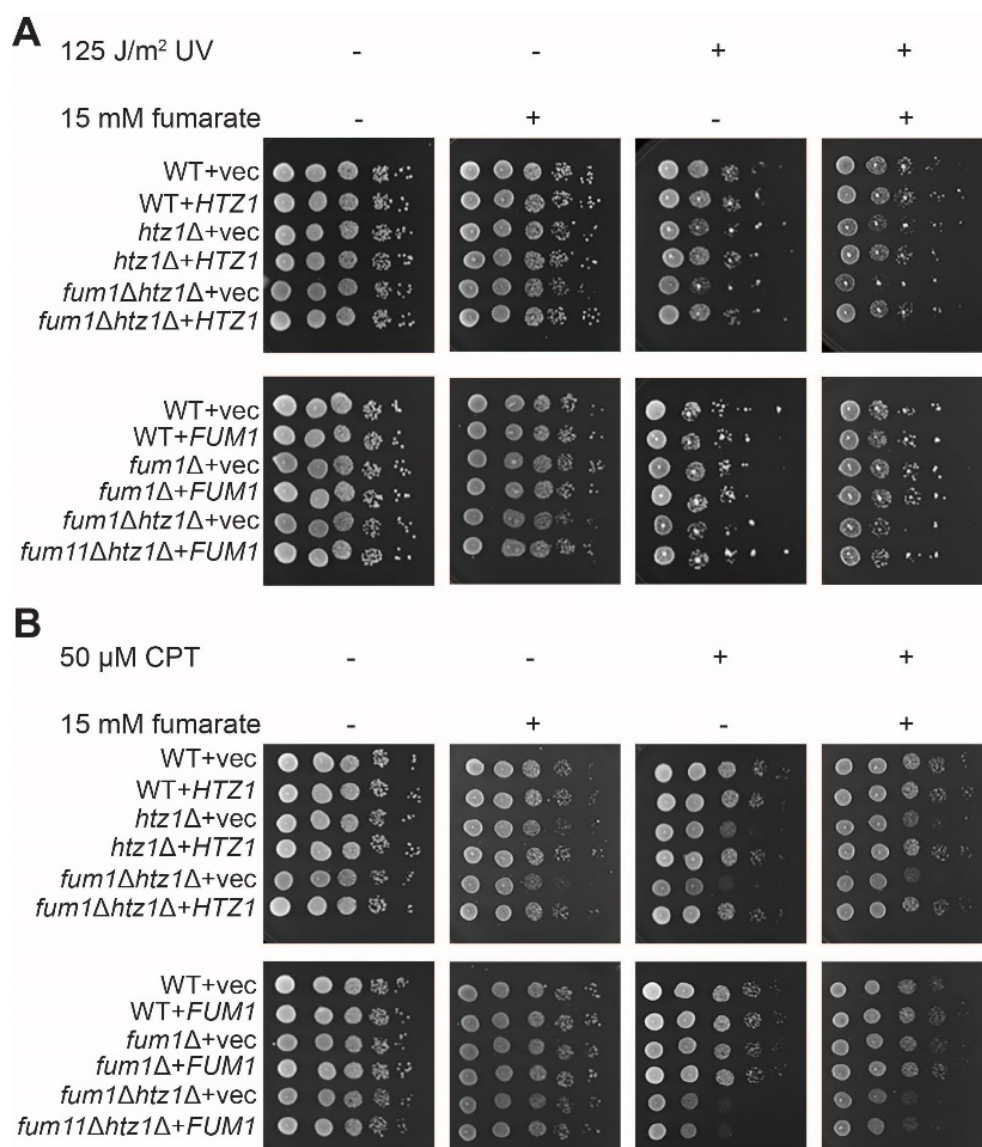 A
125 J/m² UV - - + +
15 mM fumarate - + - +
WT+vec
WT+HTZ1
htz1Δ+vec
htz1Δ+HTZ1
fum1Δhtz1Δ+vec
fum1Δhtz1Δ+HTZ1
WT+vec
WT+FUM1
fum1Δ+vec
fum1Δ+FUM1
fum1Δhtz1Δ+vec
fum11Δhtz1Δ+FUM1
B
50 µM CPT - - + +
15 mM fumarate - + - +
WT+vec
WT+HTZ1
htz1Δ+vec
htz1Δ+HTZ1
fum1Δhtz1Δ+vec
fum1Δhtz1Δ+HTZ1
WT+vec
WT+FUM1
fum1Δ+vec
fum1Δ+FUM1
fum1Δhtz1Δ+vec
fum11Δhtz1Δ+FUM1